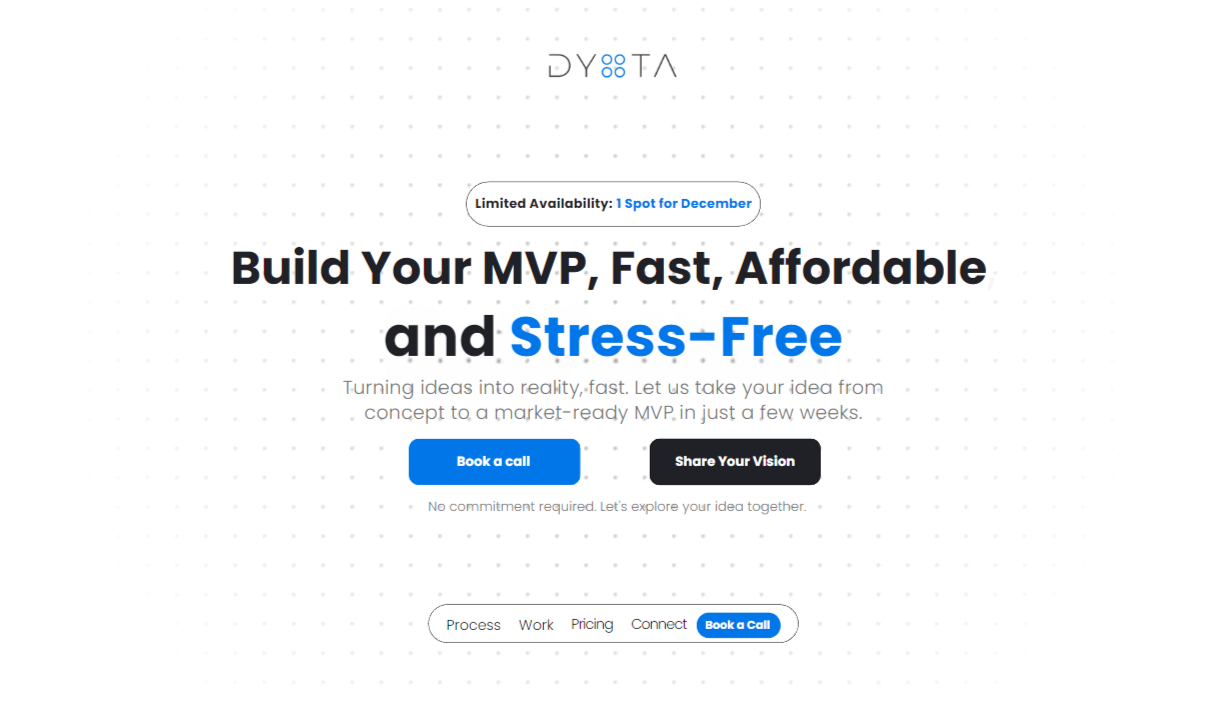 DY TA
Limited Availability: 1 Spot for December
Build Your MVP, Fast, Affordable
and Stress-Free
Turning ideas into reality, fast. Let us take your idea from
concept to a market-ready MVP in just a few weeks.
Book a call Share Your Vision
No commitment required. Let's explore your idea together.
Process Work Pricing Connect Book a Call